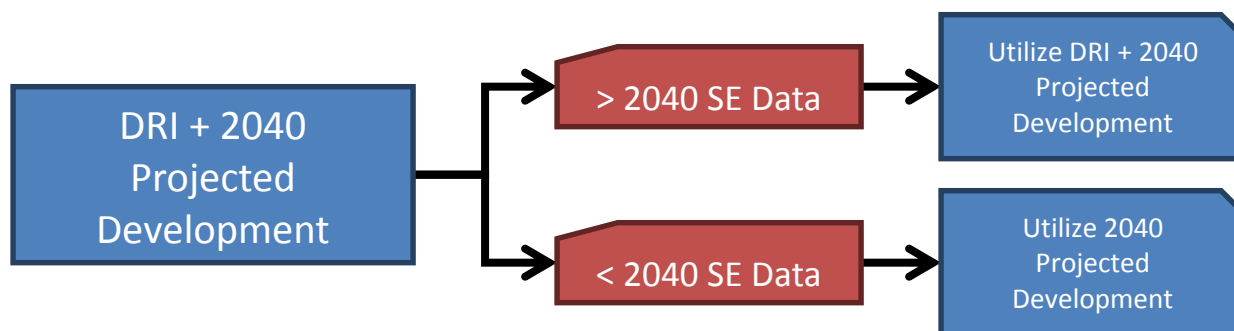 DRI + 2040
Projected
Development
> 2040 SE Data
Utilize DRI + 2040
Projected
Development
< 2040 SE Data
Utilize 2040
Projected
Development